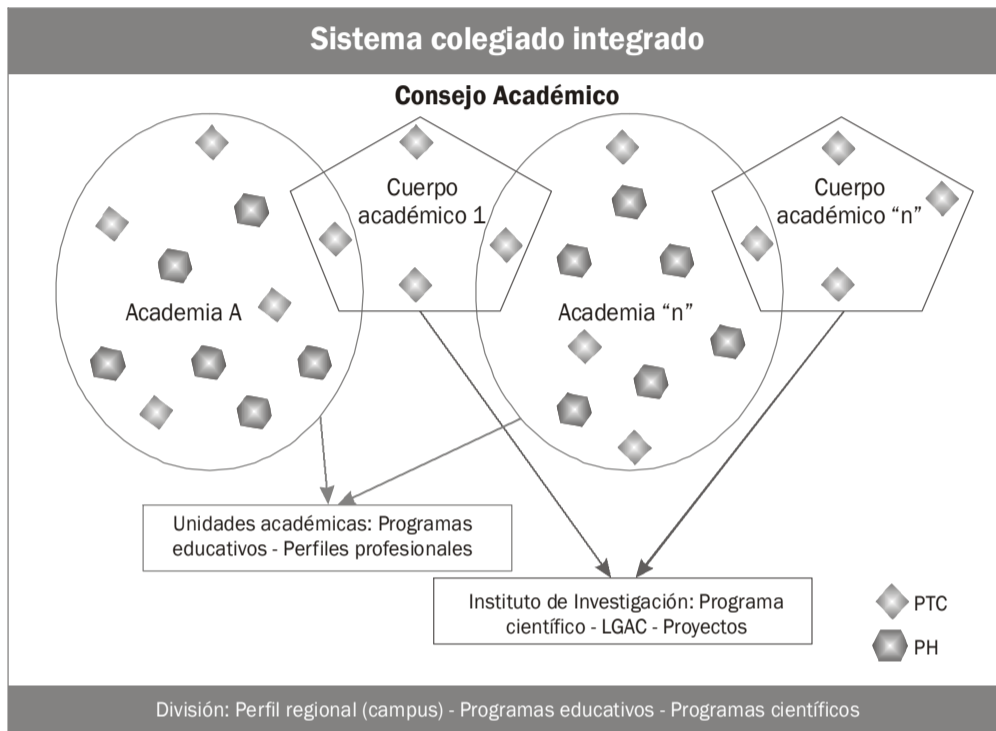 Sistema colegiado integrado
Consejo Académico
Cuerpo
académico 1
Cuerpo
académico “n”
Academia A
Academia “n”
Unidades académicas: Programas
educativos - Perfiles profesionales
Instituto de Investigación: Programa
científico - LGAC - Proyectos
PTC
PH
División: Perfil regional (campus) - Programas educativos - Programas científicos